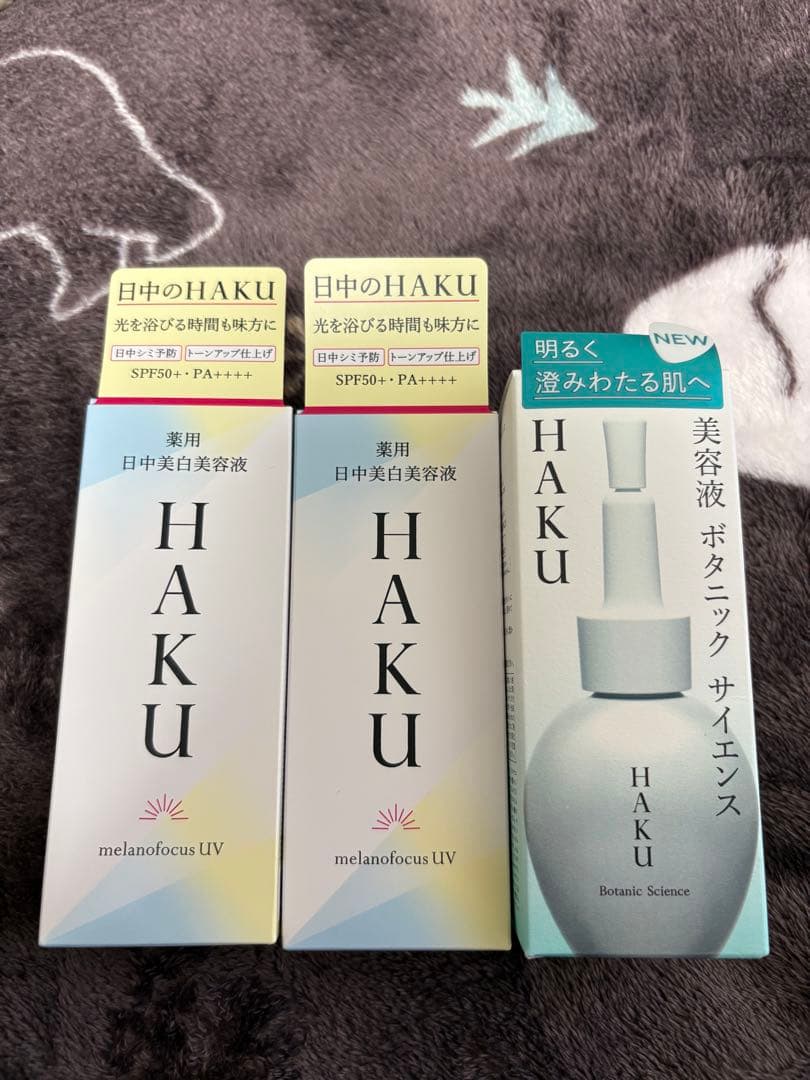 日中のHAKU
光を浴びる時間も味方に
日中シミ予防 トーンアップ仕上げ
SPF50+・PA++++
薬用
日中美白美容液
HAKU
melanofocus UV
日中のHAKU
光を浴びる時間も味方に
日中シミ予防 トーンアップ仕上げ
SPF50+・PA++++
薬用
日中美白美容液
HAKU
melanofocus UV
NEW
明るく
澄みわたる肌へ
美容液 ボタニック サイエンス
HAKU
HAKU
Botanic Science